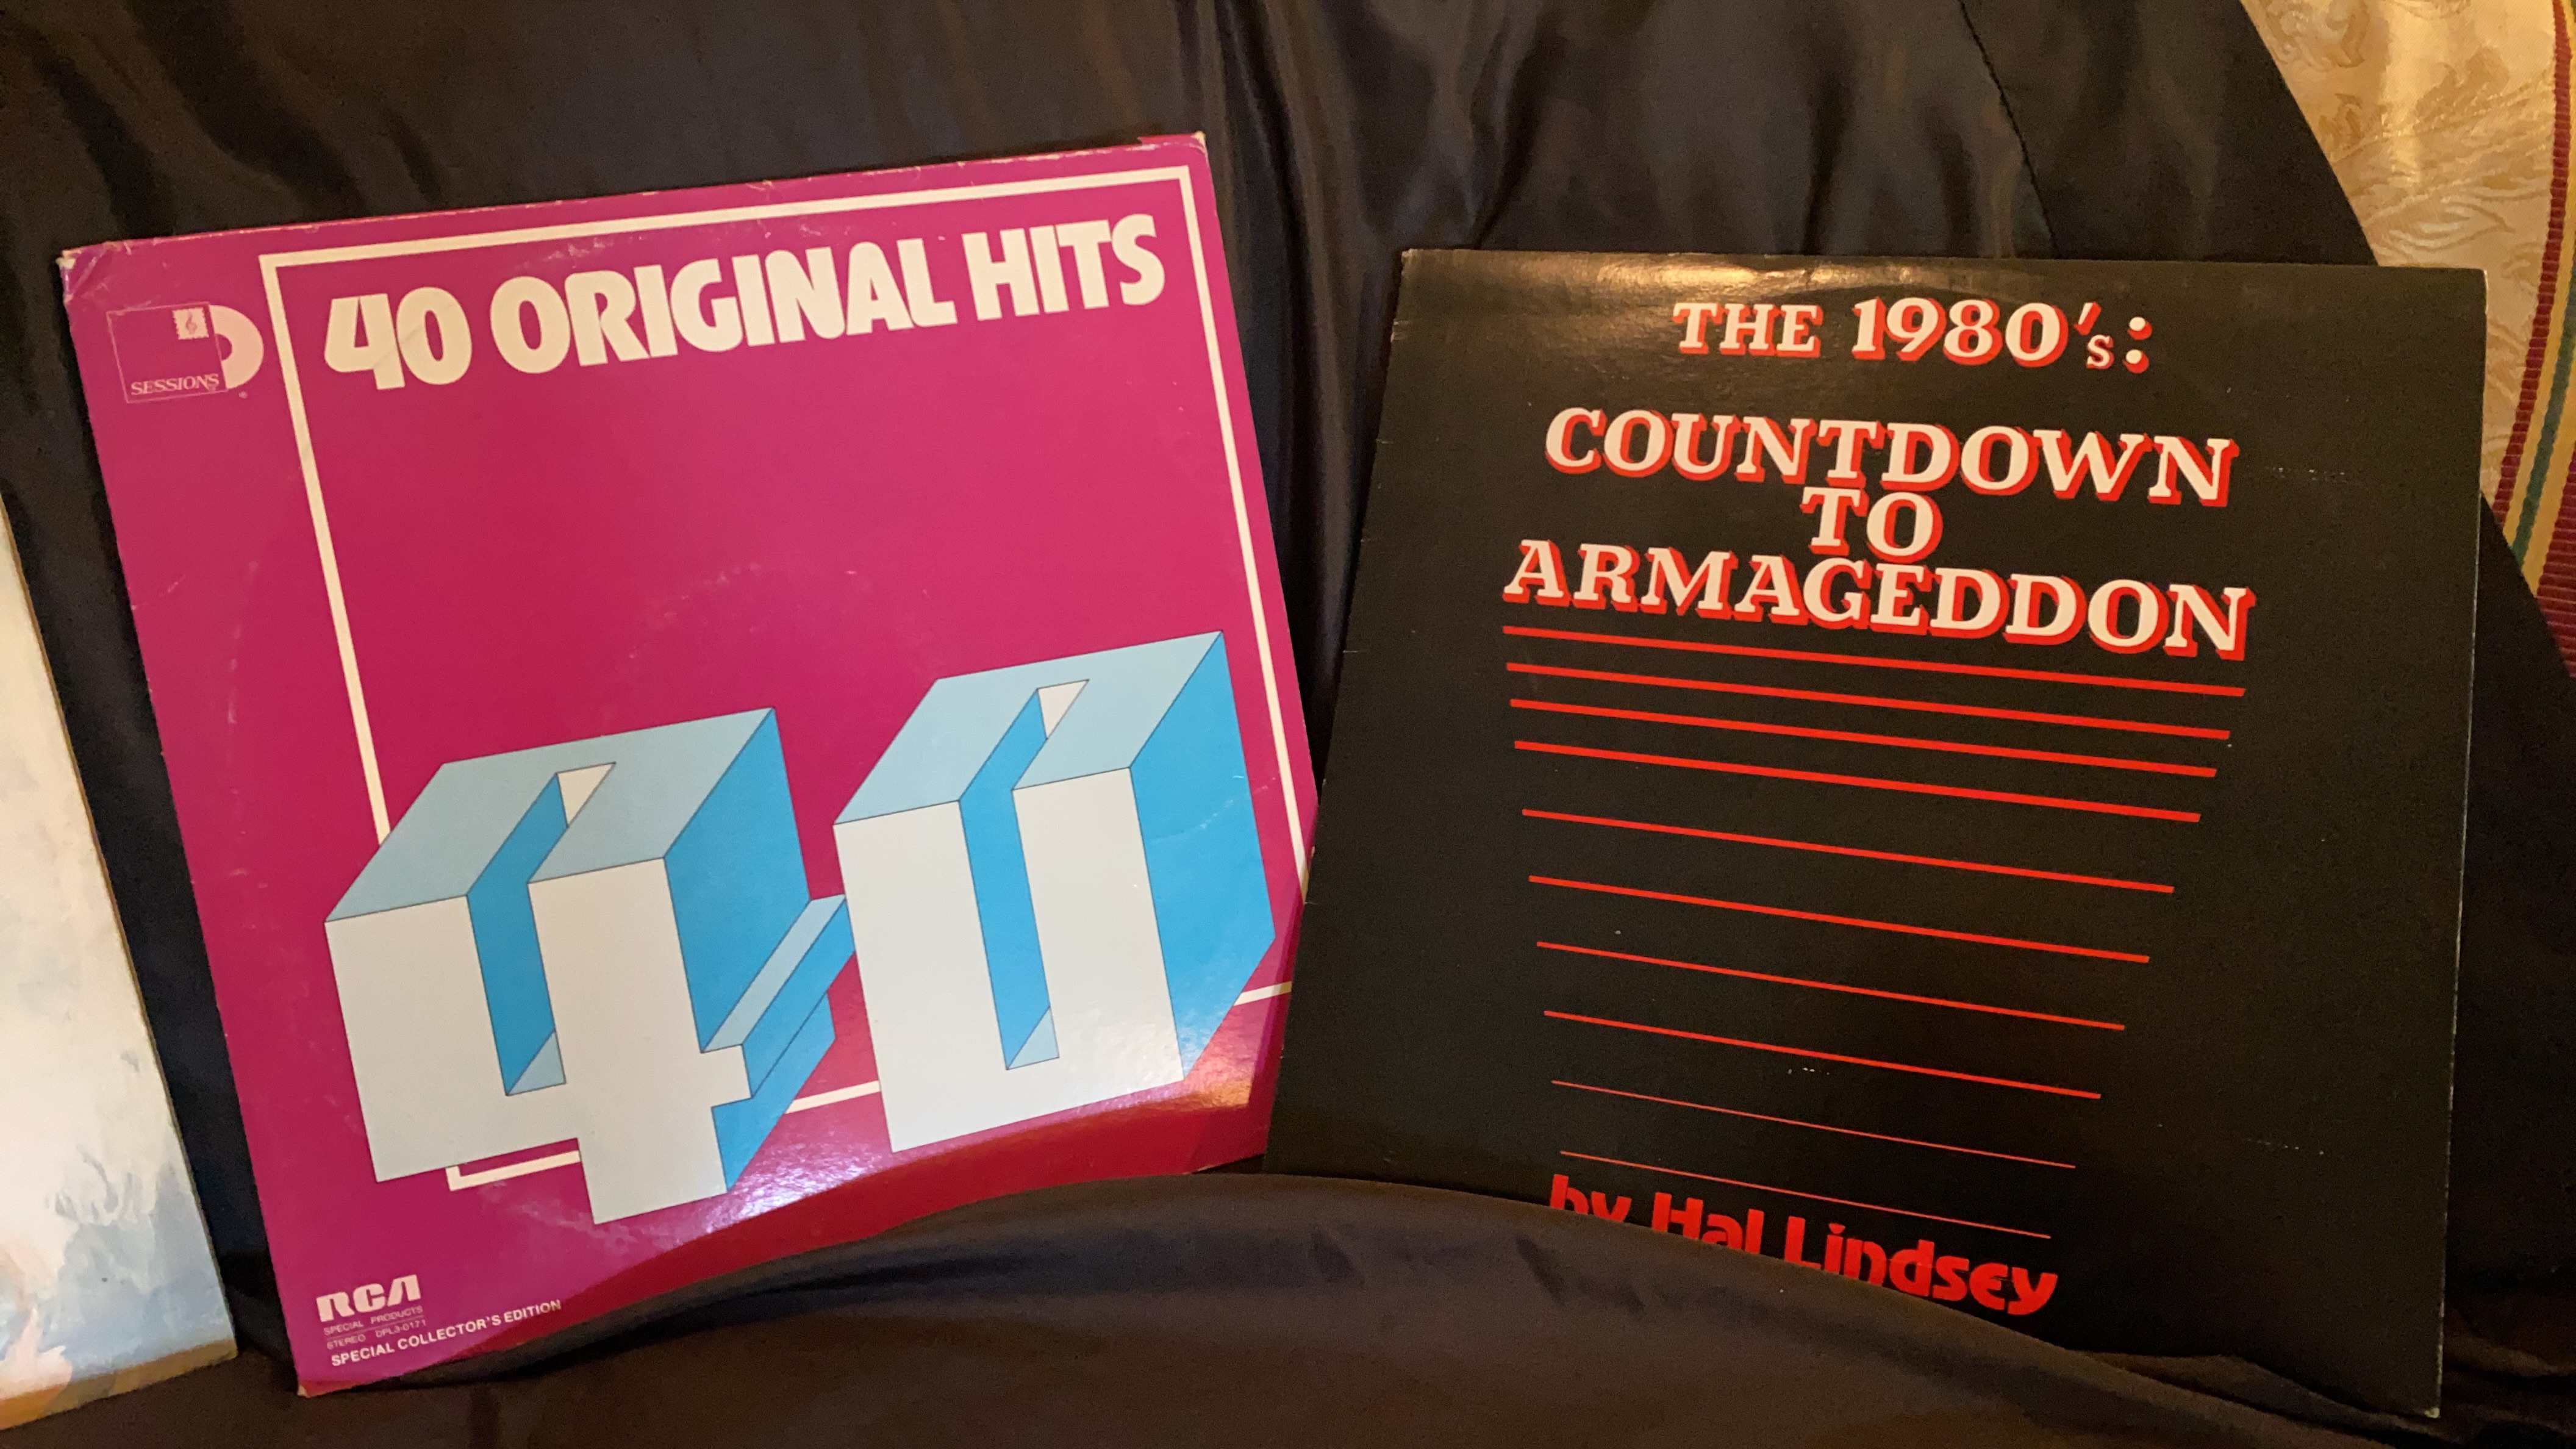 SESSIONS
40 ORIGINAL HITS
40
RCA
SPECIAL PRODUCTS
STEREO DPL3-0171
SPECIAL COLLECTOR'S EDITION
THE 1980's:
COUNTDOWN
TO
ARMAGEDDON
by Hal Lindsey